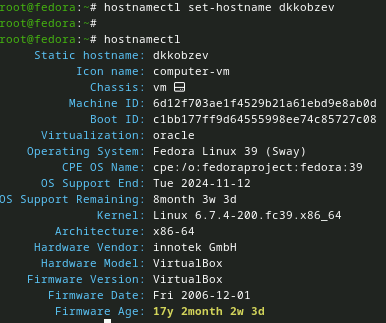 root@fedora:~# hostnamectl set-hostname dkkobzev
root@fedora:~#
root@fedora:~# hostnamectl
Static hostname: dkkobzev
Icon name: computer-vm
Chassis: vm
Machine ID: 6d12f703ae1f4529b21a61ebd9e8ab0d
Boot ID: c1bb177ff9d64555998ee74c85727c08
Virtualization: oracle
Operating System: Fedora Linux 39 (Sway)
CPE OS Name: cpe:/o:fedoraproject:fedora:39
OS Support End: Tue 2024-11-12
OS Support Remaining: 8month 3w 3d
Kernel: Linux 6.7.4-200.fc39.x86_64
Architecture: x86-64
Hardware Vendor: innotek GmbH
Hardware Model: VirtualBox
Firmware Version: VirtualBox
Firmware Date: Fri 2006-12-01
Firmware Age: 17y 2month 2w 3d